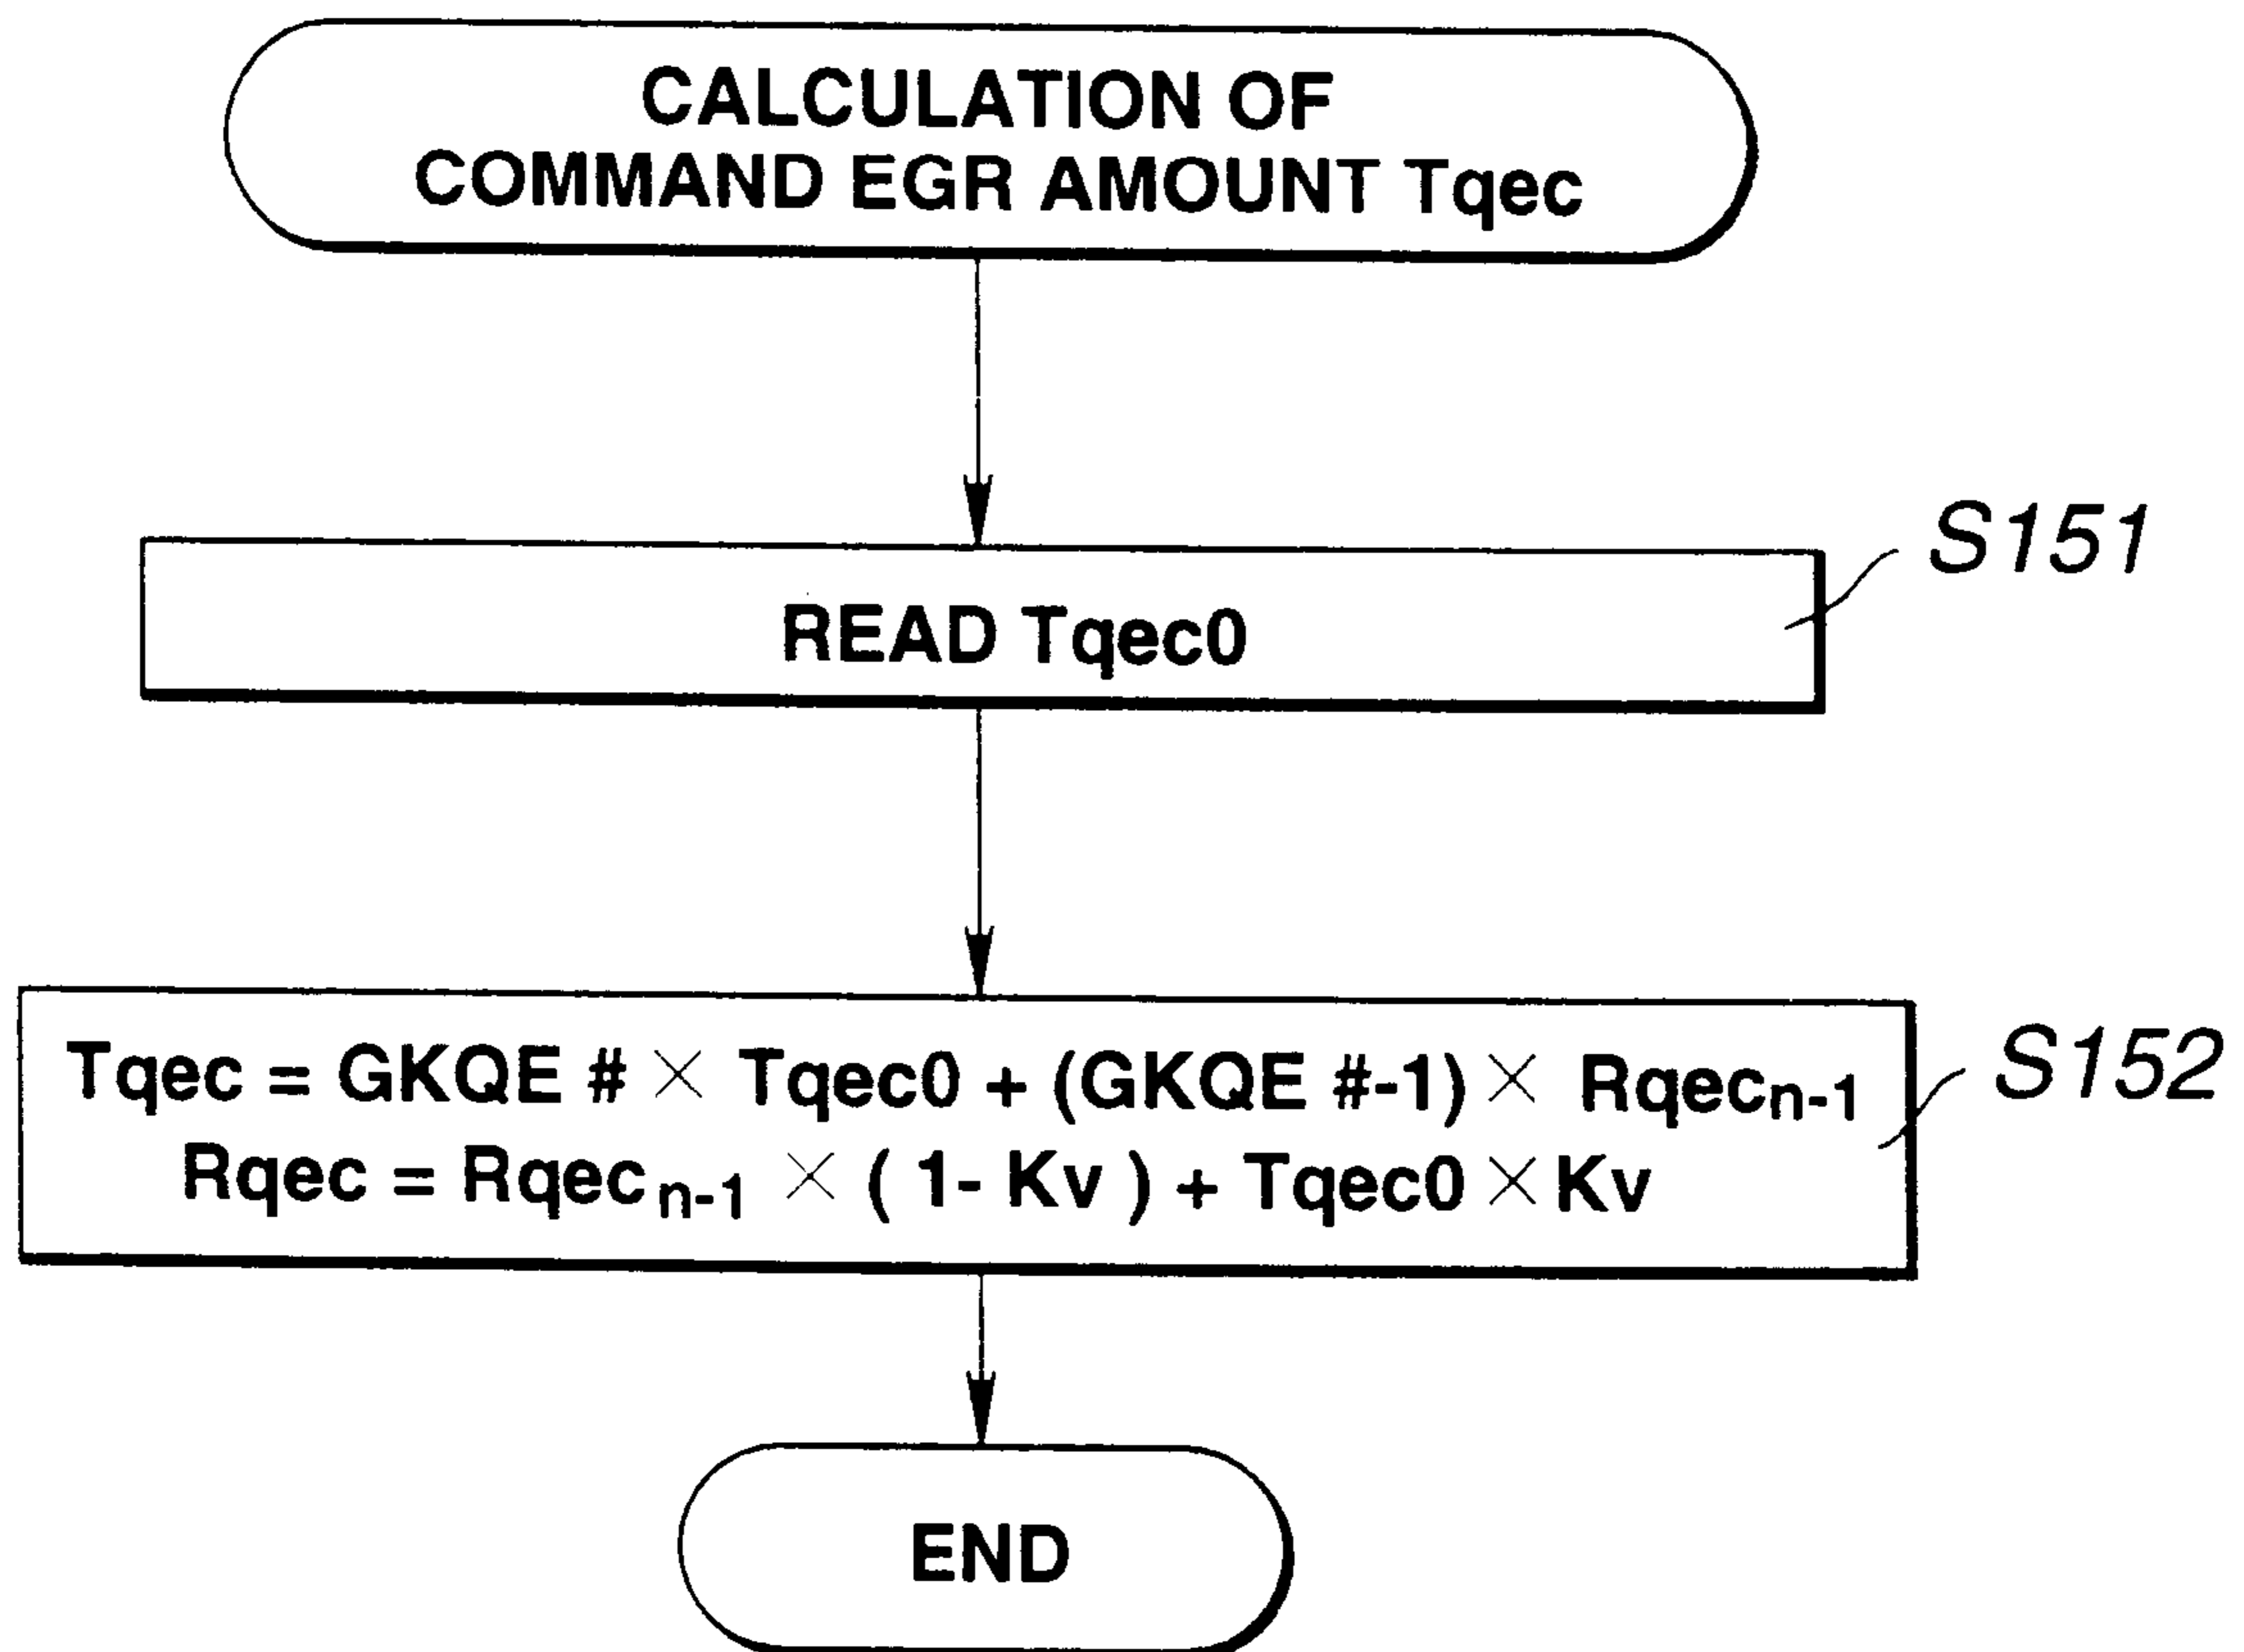 CALCULATION OF
COMMAND EGR AMOUNT Tqec
S151
READ Tqec0
Tqec = GKQE # × Tqec0 + (GKQE #-1) × Rqecn-1
S152
Rqec = Rqec n-1 × ( 1- Kv ) + Tqec0 × Kv
END